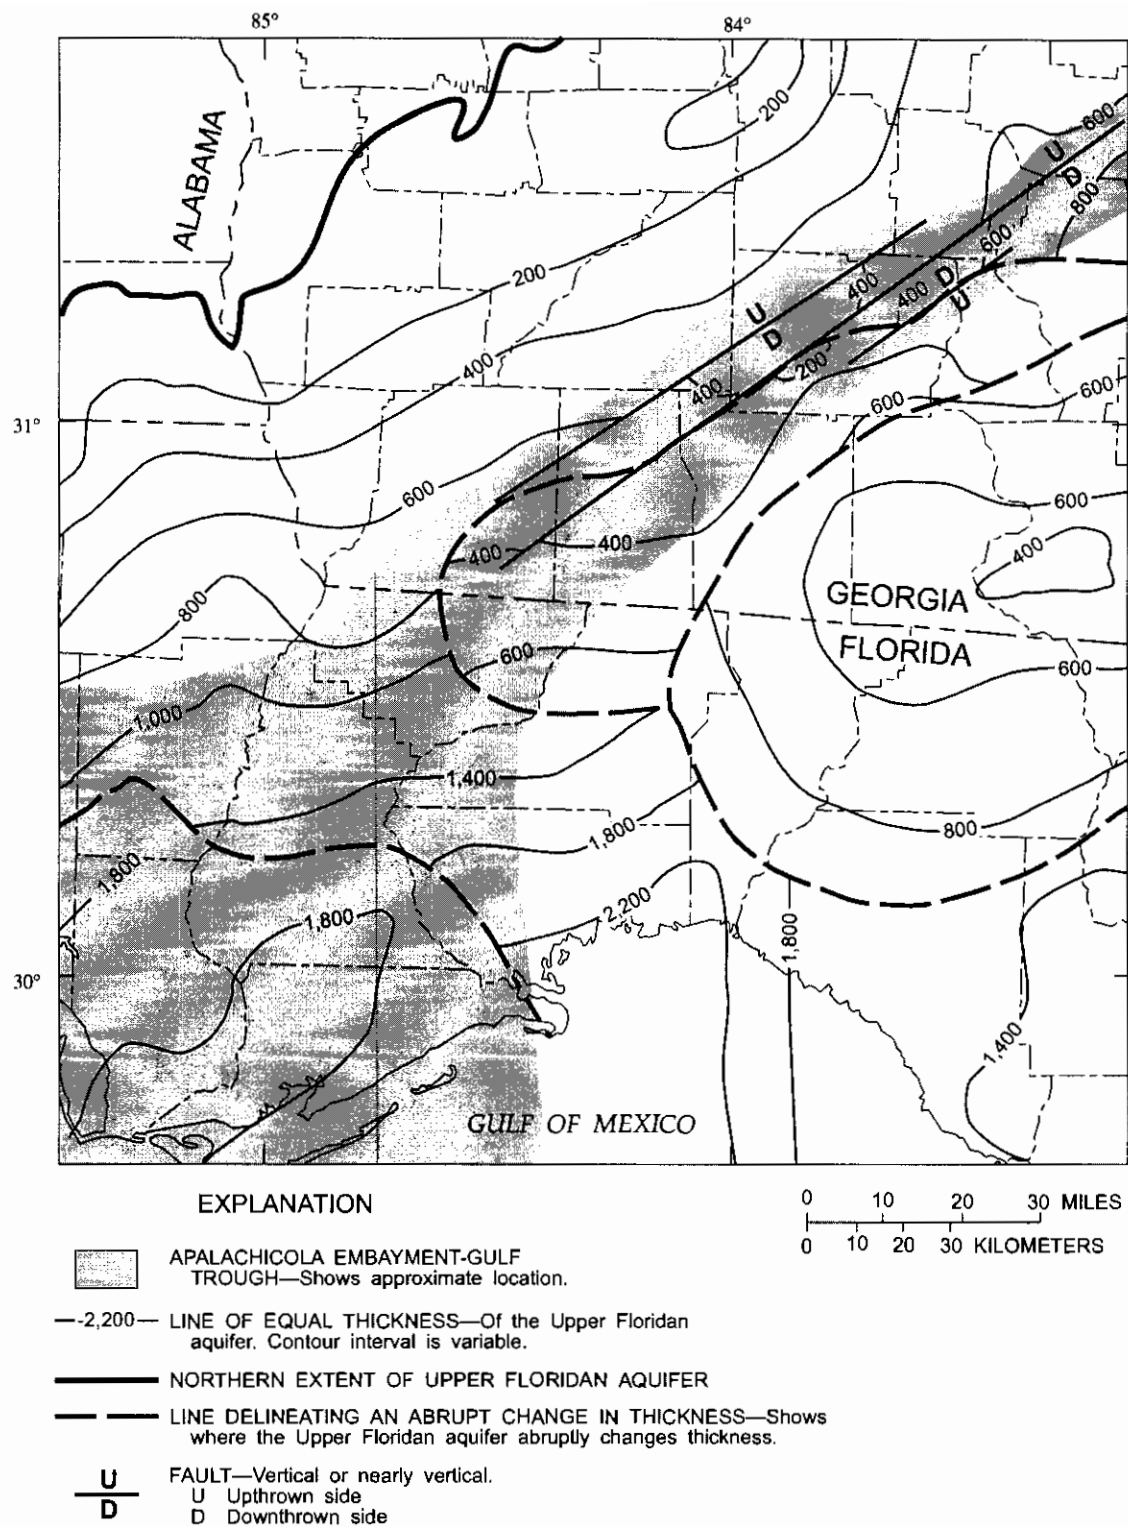 85° 84°
200
600
ALABAMA
U
D
800
600
200
400
D
400
U
U
D
400
200
400
600
600
31°
600
600
400
400
400
800
GEORGIA
FLORIDA
600
600
1,000
1,400
1,800
800
1,800
2,200
1,800
1,800
30°
1,400
GULF OF MEXICO
EXPLANATION
0 10 20 30 MILES
0 10 20 30 KILOMETERS
APALACHICOLA EMBAYMENT-GULF
TROUGH—Shows approximate location.
-2,200— LINE OF EQUAL THICKNESS—Of the Upper Floridan
aquifer. Contour interval is variable.
NORTHERN EXTENT OF UPPER FLORIDAN AQUIFER
LINE DELINEATING AN ABRUPT CHANGE IN THICKNESS—Shows
where the Upper Floridan aquifer abruptly changes thickness.
U
D
FAULT—Vertical or nearly vertical.
U Upthrown side
D Downthrown side